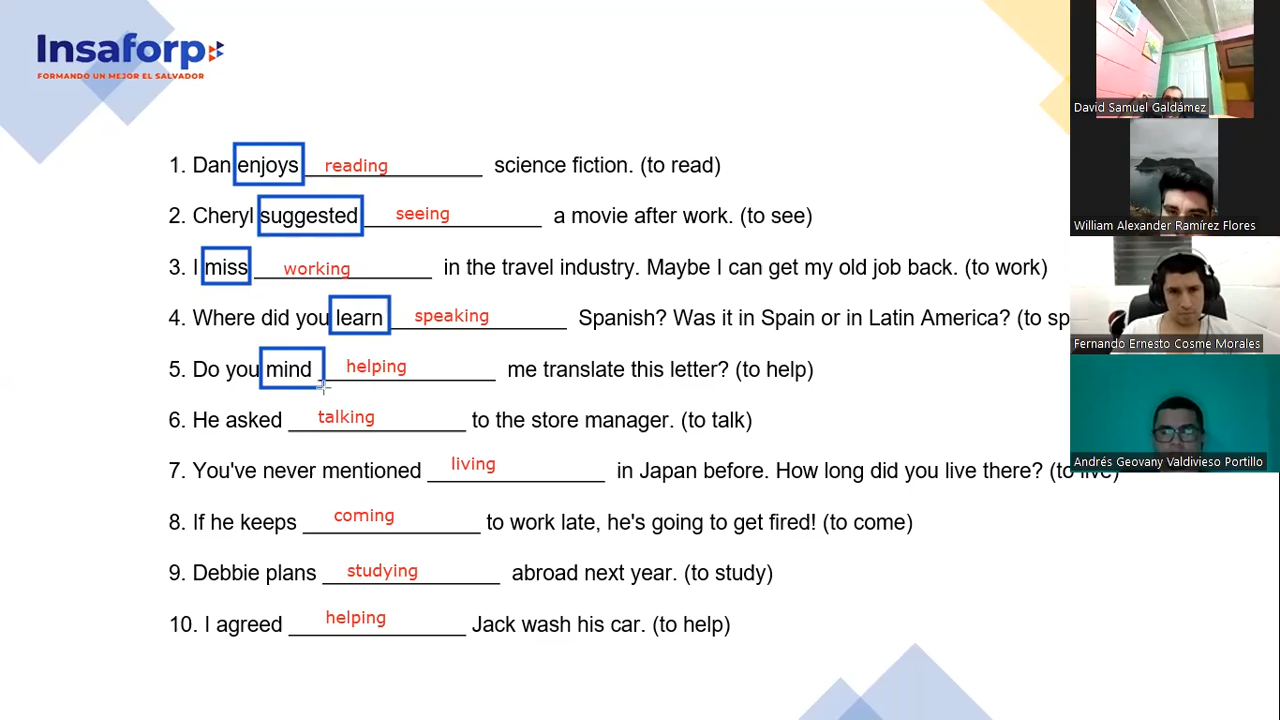 Insaforp
FORMANDO UN MEJOR EL SALVADOR
1. Dan enjoys reading science fiction. (to read)
2. Cheryl suggested seeing a movie after work. (to see)
3. I miss working in the travel industry. Maybe I can get my old job back. (to work)
4. Where did you learn speaking Spanish? Was it in Spain or in Latin America? (to sp
5. Do you mind helping me translate this letter? (to help)
6. He asked talking to the store manager. (to talk)
7. You've never mentioned living in Japan before. How long did you live there? (to live)
8. If he keeps coming to work late, he's going to get fired! (to come)
9. Debbie plans studying abroad next year. (to study)
10. I agreed helping Jack wash his car. (to help)
David Samuel Galdámez
William Alexander Ramírez Flores
Fernando Ernesto Cosme Morales
Andrés Geovany Valdivieso Portillo